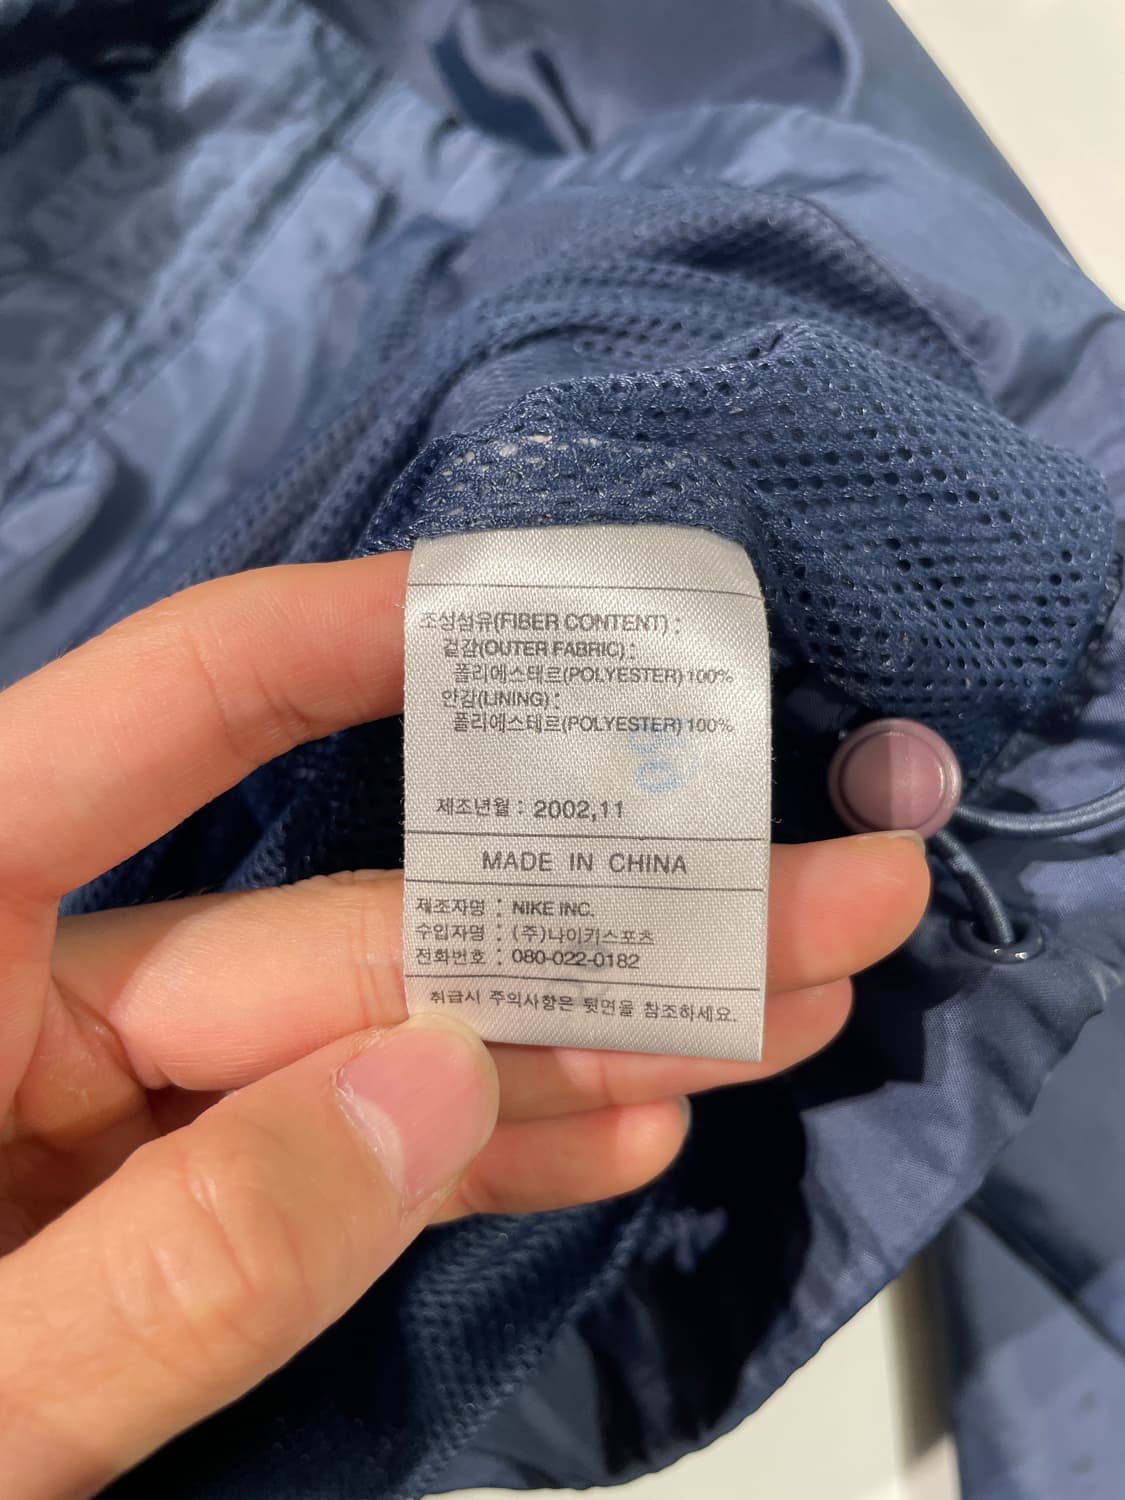 조성섬유(FIBER CONTENT) :
겉감(OUTER FABRIC) :
폴리에스테르(POLYESTER) 100%
안감(LINING) :
폴리에스테르(POLYESTER) 100%
제조년월 : 2002,11
MADE IN CHINA
제조자명 : NIKE INC.
수입자명 : (주)나이키스포츠
전화번호 : 080-022-0182
취급시 주의사항은 뒷면을 참조하세요.